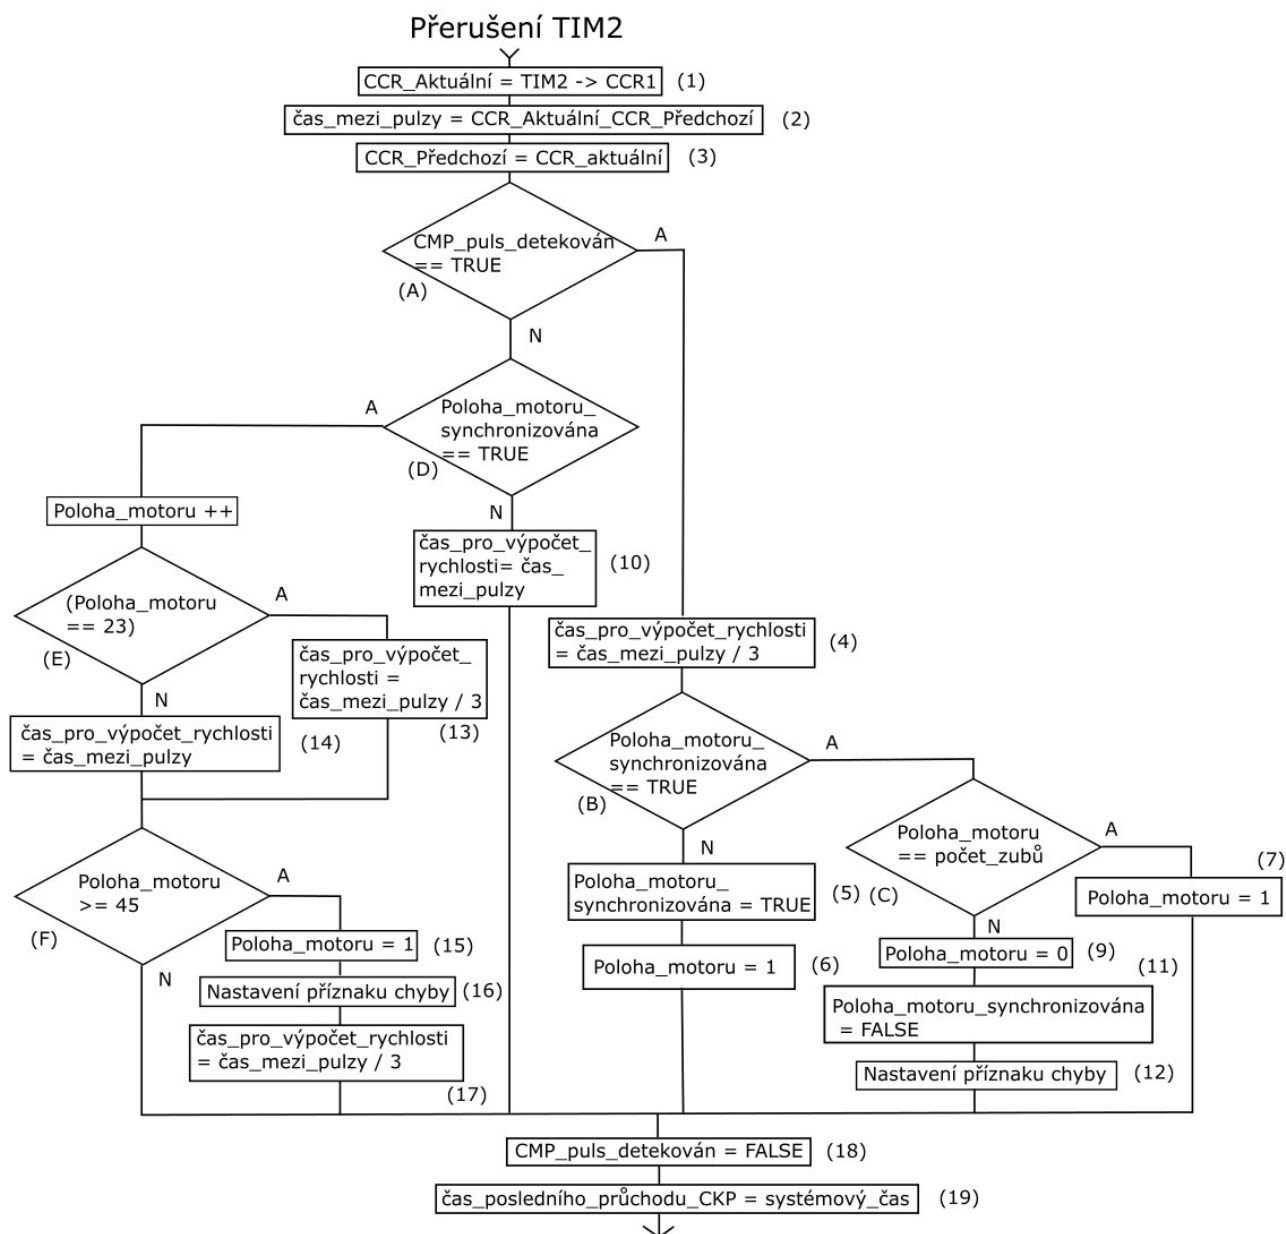 Přerušení TIM2
CCR_Aktuální = TIM2 -> CCR1 (1)
čas_mezi_pulzy = CCR_Aktuální_CCR_Předchozí (2)
CCR_Předchozí = CCR_aktuální (3)
CMP_puls_detekován
== TRUE
(A)
A
N
Poloha_motoru_
synchronizována
== TRUE
(D)
A
N
Poloha_motoru ++
čas_pro_výpočet_
rychlosti= čas_
mezi_pulzy
(10)
(Poloha_motoru
== 23)
(E)
A
N
čas_pro_výpočet_
rychlosti =
čas_mezi_pulzy / 3
(13)
čas_pro_výpočet_rychlosti
= čas_mezi_pulzy
(14)
čas_pro_výpočet_rychlosti
= čas_mezi_pulzy / 3
(4)
Poloha_motoru_
synchronizována
== TRUE
(B)
A
N
Poloha_motoru
== počet_zubů
(C)
A
N
Poloha_motoru = 1
(7)
Poloha_motoru_
synchronizována = TRUE
(5)
Poloha_motoru = 1
(6)
Poloha_motoru = 0
(9)
Poloha_motoru_synchronizována
= FALSE
(11)
Nastavení příznaku chyby (12)
Poloha_motoru
>= 45
(F)
A
N
Poloha_motoru = 1 (15)
Nastavení příznaku chyby (16)
čas_pro_výpočet_rychlosti
= čas_mezi_pulzy / 3
(17)
CMP_puls_detekován = FALSE (18)
čas_posledního_průchodu_CKP = systémový_čas (19)